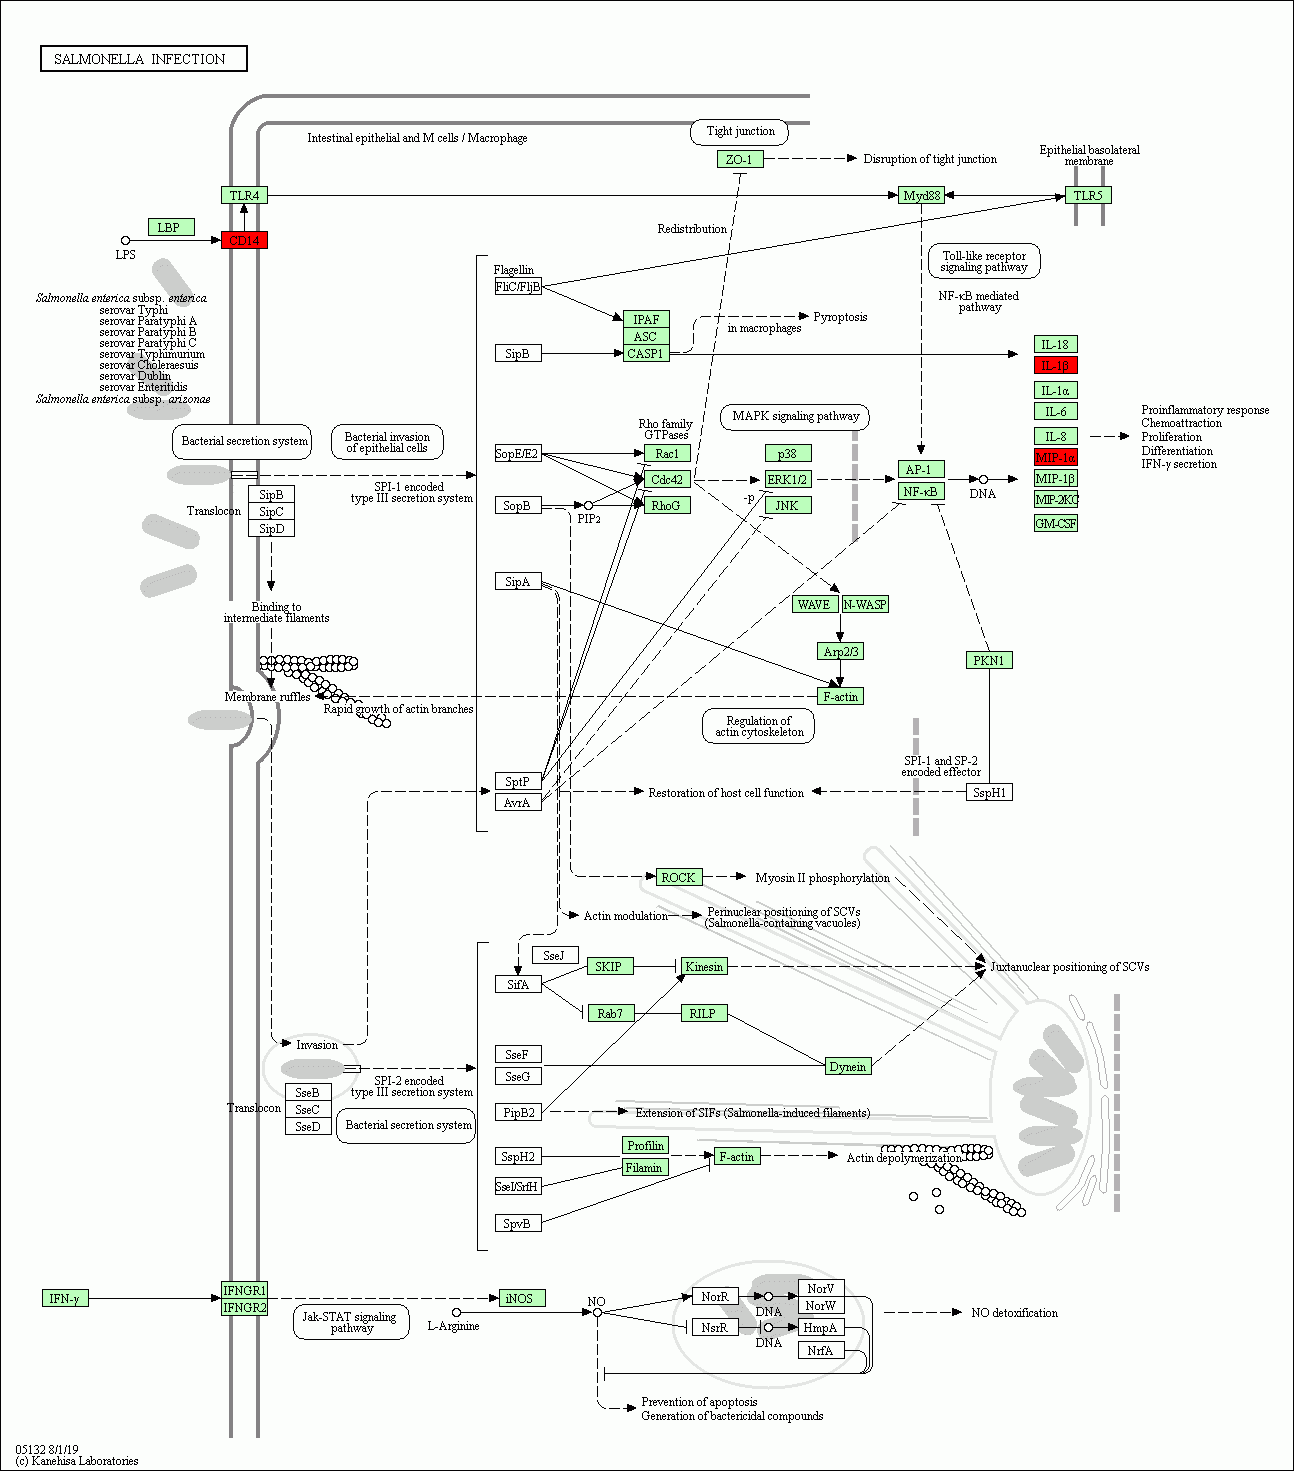 SALMONELLA INFECTION
Intestinal epithelial and M cells / Macrophage
Tight junction
ZO-1
Disruption of tight junction
Epithelial basolateral
membrane
TLR4
Myd88
TLR5
LBP
CD14
LPS
Redistribution
Toll-like receptor
signaling pathway
NF-κB mediated
pathway
Flagellin
FliC/FljB
Salmonella enterica subsp. enterica
serovar Typhi
serovar Paratyphi A
serovar Paratyphi B
serovar Paratyphi C
serovar Typhimurium
serovar Choleraesuis
serovar Dublin
serovar Enteritidis
Salmonella enterica subsp. arizonae
IPAF
ASC
CASP1
SipB
Pyroptosis
in macrophages
IL-18
IL-1β
IL-1α
IL-6
IL-8
MIP-1α
MIP-1β
MIP-2KC
GM-CSF
Proinflammatory response
Chemoattraction
Proliferation
Differentiation
IFN-γ secretion
Bacterial secretion system
Bacterial invasion
of epithelial cells
Rho family
GTPases
MAPK signaling pathway
SopE/E2
Rac1
Cdc42
RhoG
p38
ERK1/2
JNK
-p
AP-1
NF-κB
DNA
SPI-1 encoded
type III secretion system
Translocon
SipB
SipC
SipD
SopB
PIP2
SipA
WAVE
N-WASP
Arp2/3
F-actin
PKN1
Binding to
intermediate filaments
Membrane ruffles
Rapid growth of actin branches
Regulation of
actin cytoskeleton
SPI-1 and SP-2
encoded effector
SspH1
SptP
AvrA
Restoration of host cell function
ROCK
Myosin II phosphorylation
Actin modulation
Perinuclear positioning of SCVs
(Salmonella-containing vacuoles)
SseJ
SifA
SKIP
Kinesin
Juxtanuclear positioning of SCVs
Rab7
RILP
Invasion
SseF
SseG
Dynein
SPI-2 encoded
type III secretion system
Translocon
SseB
SseC
SseD
Bacterial secretion system
PipB2
Extension of SIFs (Salmonella-induced filaments)
SspH2
Profilin
Filamin
F-actin
Actin depolymerization
SseI/SrfH
SpvB
IFN-γ
IFNGR1
IFNGR2
iNOS
Jak-STAT signaling
pathway
L-Arginine
NO
NorR
DNA
NorV
NorW
NsrR
DNA
HmpA
NrfA
NO detoxification
Prevention of apoptosis
Generation of bactericidal compounds
05132 8/1/19
(c) Kanehisa Laboratories